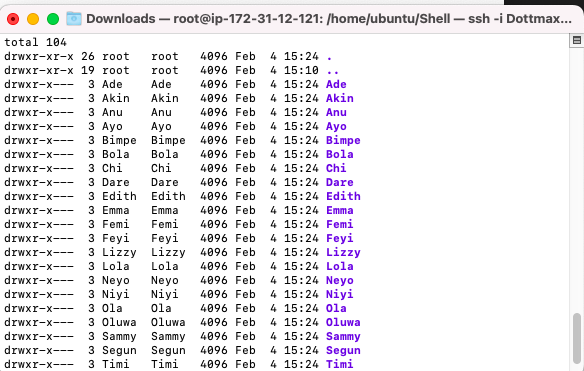 Downloads — root@ip-172-31-12-121: /home/ubuntu/Shell — ssh -i Dottmax...
total 104
drwxr-xr-x 26 root   root   4096 Feb  4 15:24 .
drwxr-xr-x 19 root   root   4096 Feb  4 15:10 ..
drwxr-x---  3 Ade    Ade    4096 Feb  4 15:24 Ade
drwxr-x---  3 Akin   Akin   4096 Feb  4 15:24 Akin
drwxr-x---  3 Anu    Anu    4096 Feb  4 15:24 Anu
drwxr-x---  3 Ayo    Ayo    4096 Feb  4 15:24 Ayo
drwxr-x---  3 Bimpe  Bimpe  4096 Feb  4 15:24 Bimpe
drwxr-x---  3 Bola   Bola   4096 Feb  4 15:24 Bola
drwxr-x---  3 Chi    Chi    4096 Feb  4 15:24 Chi
drwxr-x---  3 Dare   Dare   4096 Feb  4 15:24 Dare
drwxr-x---  3 Edith  Edith  4096 Feb  4 15:24 Edith
drwxr-x---  3 Emma   Emma   4096 Feb  4 15:24 Emma
drwxr-x---  3 Femi   Femi   4096 Feb  4 15:24 Femi
drwxr-x---  3 Feyi   Feyi   4096 Feb  4 15:24 Feyi
drwxr-x---  3 Lizzy  Lizzy  4096 Feb  4 15:24 Lizzy
drwxr-x---  3 Lola   Lola   4096 Feb  4 15:24 Lola
drwxr-x---  3 Neyo   Neyo   4096 Feb  4 15:24 Neyo
drwxr-x---  3 Niyi   Niyi   4096 Feb  4 15:24 Niyi
drwxr-x---  3 Ola    Ola    4096 Feb  4 15:24 Ola
drwxr-x---  3 Oluwa  Oluwa  4096 Feb  4 15:24 Oluwa
drwxr-x---  3 Sammy  Sammy  4096 Feb  4 15:24 Sammy
drwxr-x---  3 Segun  Segun  4096 Feb  4 15:24 Segun
drwxr-x---  3 Timi   Timi   4096 Feb  4 15:24 Timi